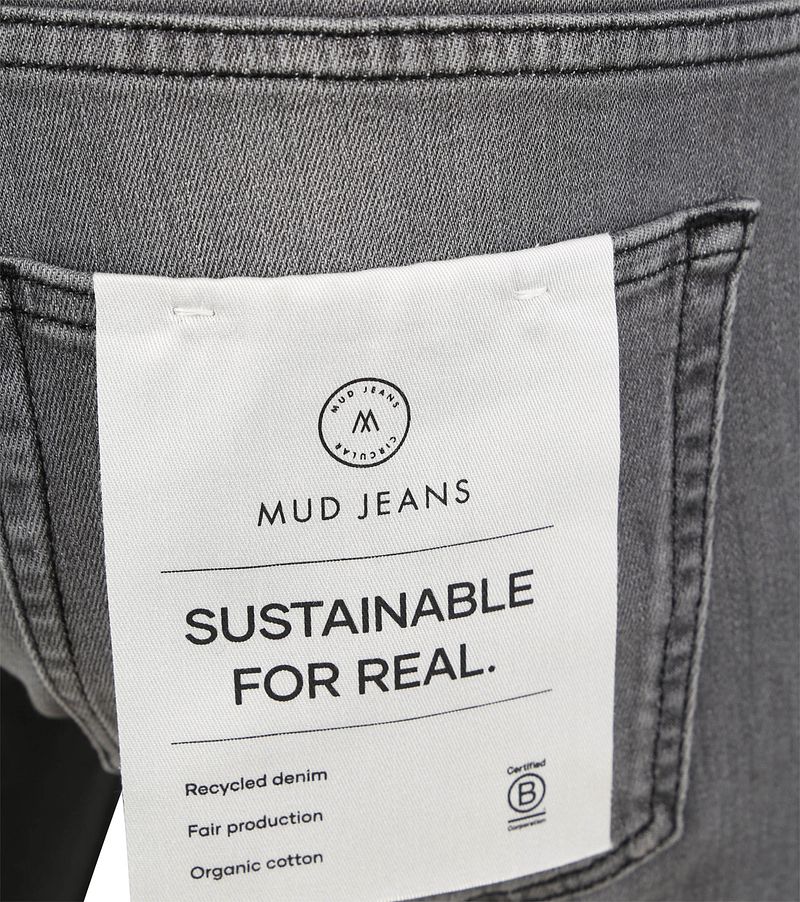 MUD JEANS
CIRCULAR
MUD JEANS
SUSTAINABLE
FOR REAL.
Recycled denim
Fair production
Organic cotton
Certified
B
Corporation